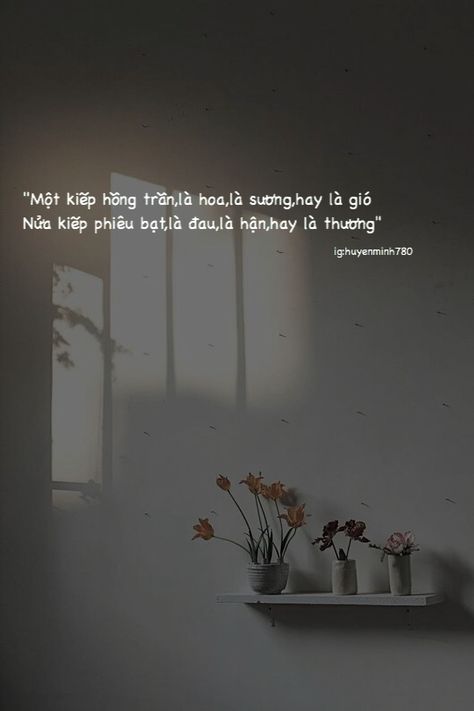 "Một kiếp hồng trần,là hoa,là sương,hay là gió
Nửa kiếp phiêu bạt,là đau,là hận,hay là thương"
ig:huyenminh780